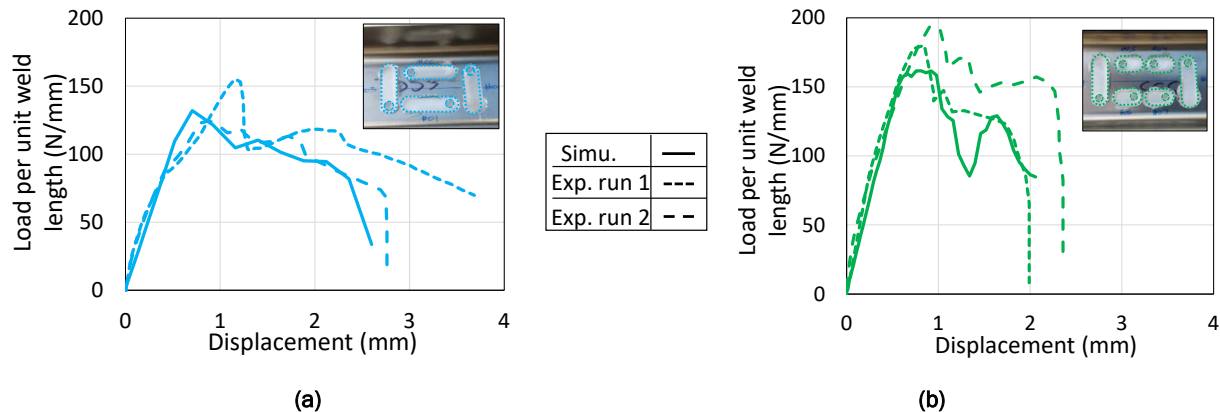 200
150
100
50
0
0
1
2
3
4
Load per unit weld
length (N/mm)
Displacement (mm)
(a)
Simu.
Exp. run 1
Exp. run 2
200
150
100
50
0
0
1
2
3
4
Load per unit weld
length (N/mm)
Displacement (mm)
(b)